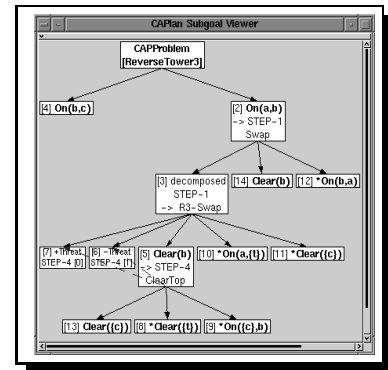 CAPlan Subgoal Viewer
CAPProblem
[ReverseTower3]
[4] On(b,c)
[2] On(a,b)
-> STEP-1
Swap
[3] decomposed
STEP-1
-> R3-Swap
[14] Clear(b)
[12] *On(b,a)
[7] +Threat
STEP-4 [0]
[6] -Threat
STEP-4 [1]
[5] Clear(b)
-> STEP-4
ClearTop
[10] *On(a,{t})
[11] *Clear({c})
[13] Clear({c})
[8] *Clear({t})
[9] *On({c},b)